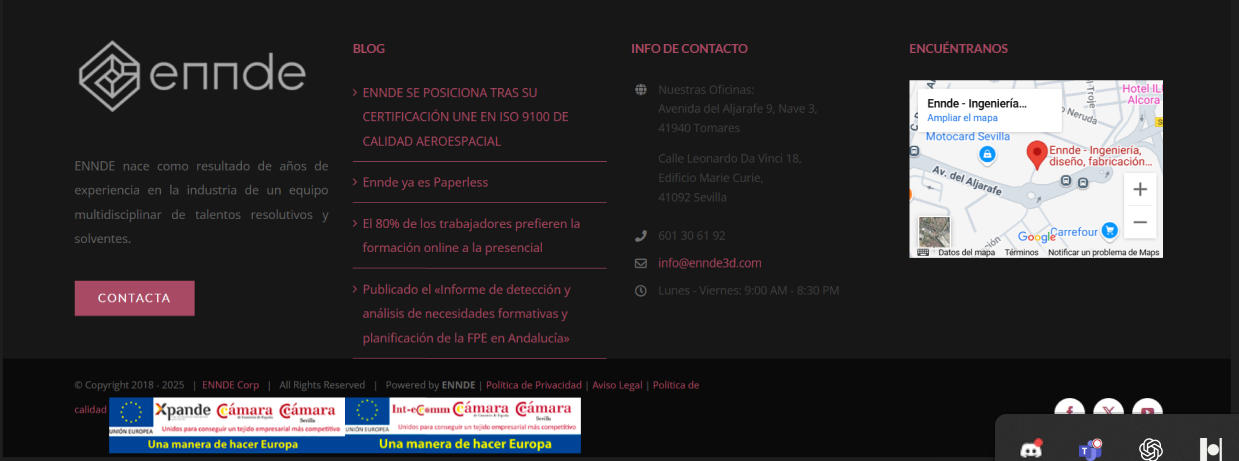 ennde
ENNDE nace como resultado de años de
experiencia en la industria de un equipo
multidisciplinar de talentos resolutivos y
solventes.
CONTACTA
BLOG
ENNDE SE POSICIONA TRAS SU
CERTIFICACIÓN UNE EN ISO 9100 DE
CALIDAD AEROESPACIAL
Ennde ya es Paperless
El 80% de los trabajadores prefieren la
formación online a la presencial
Publicado el «Informe de detección y
análisis de necesidades formativas y
planificación de la FPE en Andalucía»
INFO DE CONTACTO
Nuestras Oficinas:
Avenida del Aljarafe 9, Nave 3,
41940 Tomares
Calle Leonardo Da Vinci 18,
Edificio Marie Curie,
41092 Sevilla
601 30 61 92
info@ennde3d.com
Lunes - Viernes: 9:00 AM - 8:30 PM
ENCUÉNTRANOS
Ennde - Ingeniería...
Ampliar el mapa
Hotel ILU
Alcora
Neruda
Motocard Sevilla
Ennde - Ingeniería,
diseño, fabricación...
Av. del Aljarafe
Carrefour
Google
Datos del mapa Términos Notificar un problema de Maps
© Copyright 2018 - 2025 | ENNDE Corp | All Rights Reserved | Powered by ENNDE | Política de Privacidad | Aviso Legal | Política de
calidad
UNIÓN EUROPEA
Xpande Cámara Cámara
Sevilla
Unidos para conseguir un tejido empresarial más competitivo
Una manera de hacer Europa
UNIÓN EUROPEA
Int-eComm Cámara Cámara
Sevilla
Unidos para conseguir un tejido empresarial más competitivo
Una manera de hacer Europa